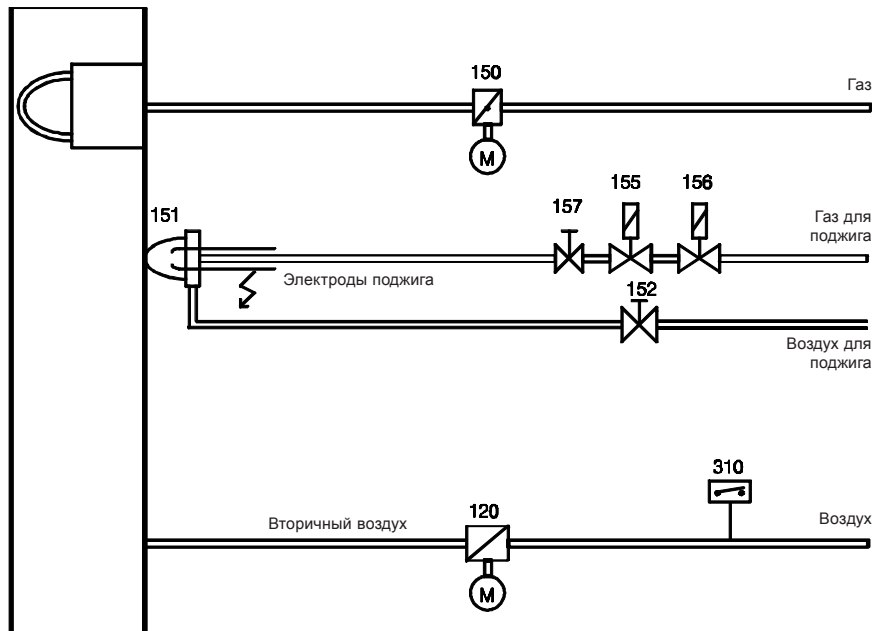 150
Газ
М
151
157
155
156
Газ для
поджига
Электроды поджига
152
Воздух для
поджига
310
120
Вторичный воздух
Воздух
М